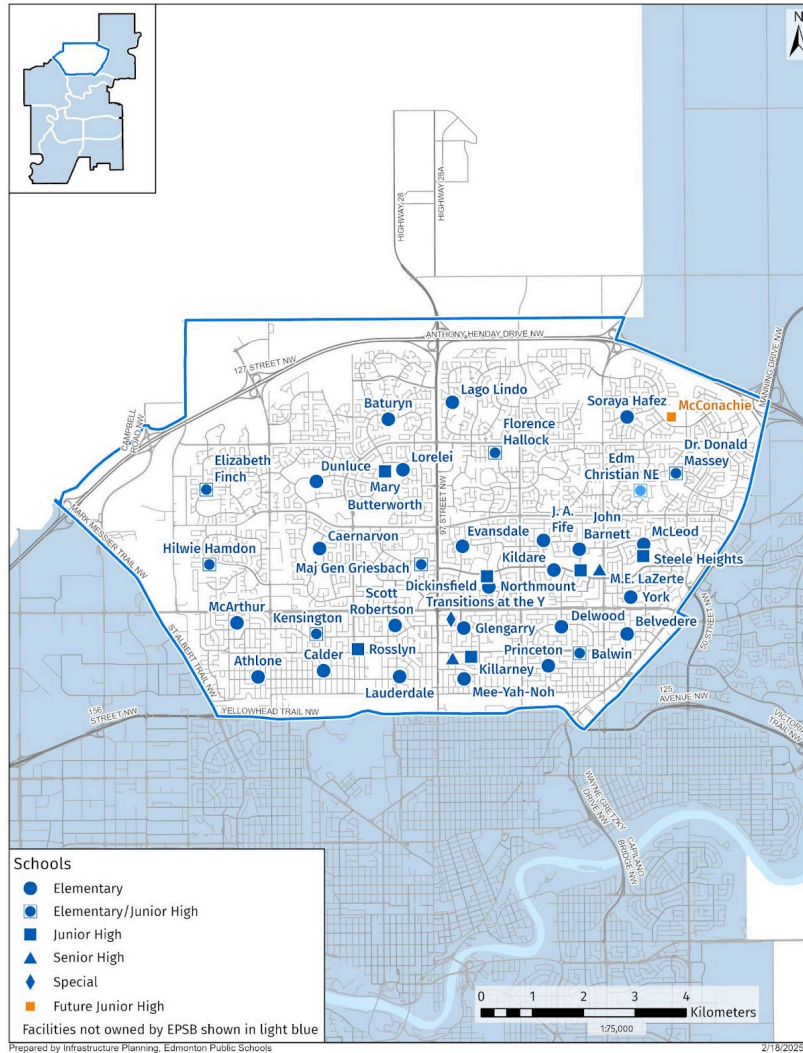 N
HIGHWAY 28
HIGHWAY 28A
ANTHONY HENDAY DRIVE NW
127 STREET NW
MANNING DRIVE NW
CAMPBELL
ROAD NW
Lago Lindo
Baturyn
Soraya Hafez
McConachie
Florence
Hallock
Dr. Donald
Massey
Edm
Christian NE
Elizabeth
Finch
Dunluce
Lorelei
Mary
Butterworth
97 STREET NW
MARK MESSIER TRAIL NW
J. A.
Fife
John
Barnett
McLeod
Evansdale
Caernarvon
Hilwie Hamdon
Maj Gen Griesbach
Kildare
Steele Heights
Dickinsfield
Northmount
M.E. LaZerte
York
Transitions at the Y
Scott
Robertson
McArthur
Kensington
Glengarry
Delwood
Belvedere
50 STREET NW
ST ALBERT TRAIL NW
Rosslyn
Princeton
Balwin
Calder
Killarney
Athlone
Lauderdale
Mee-Yah-Noh
156
STREET NW
YELLOWHEAD TRAIL NW
125
AVENUE NW
VICTORIA
TRAIL NW
WAYNE GRETZKY
DRIVE NW
CAPILANO
BRIDGE NW
Schools
Elementary
Elementary/Junior High
Junior High
Senior High
Special
Future Junior High
Facilities not owned by EPSB shown in light blue
0 1 2 3 4
Kilometers
1:75,000
Prepared by Infrastructure Planning, Edmonton Public Schools
2/18/2025